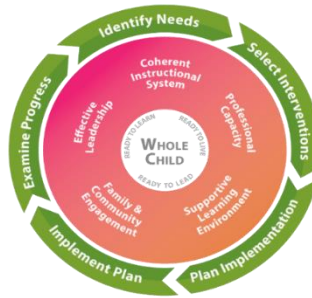 Identify Needs
Select Interventions
Plan Implementation
Implement Plan
Examine Progress
Coherent
Instructional
System
Professional
Capacity
Supportive
Learning
Environment
Family &
Community
Engagement
Effective
Leadership
READY TO LEARN
READY TO LIVE
READY TO LEAD
WHOLE
CHILD